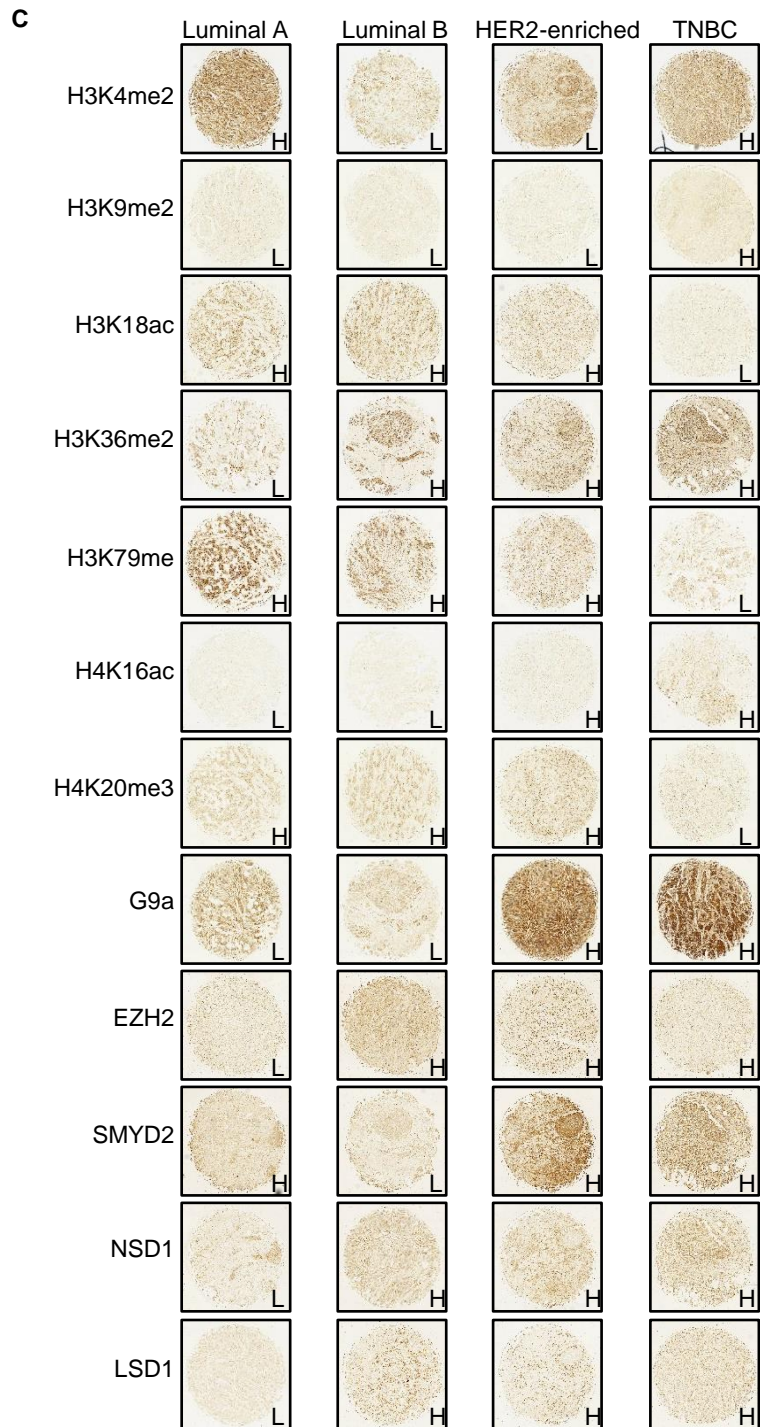 C
Luminal A Luminal B HER2-enriched TNBC
H3K4me2 H L L H
H3K9me2 L L L H
H3K18ac H H H L
H3K36me2 L H H H
H3K79me H H H L
H4K16ac L L H H
H4K20me3 H H H L
G9a L L H H
EZH2 L H H H
SMYD2 H L H H
NSD1 L H H H
LSD1 L H H H